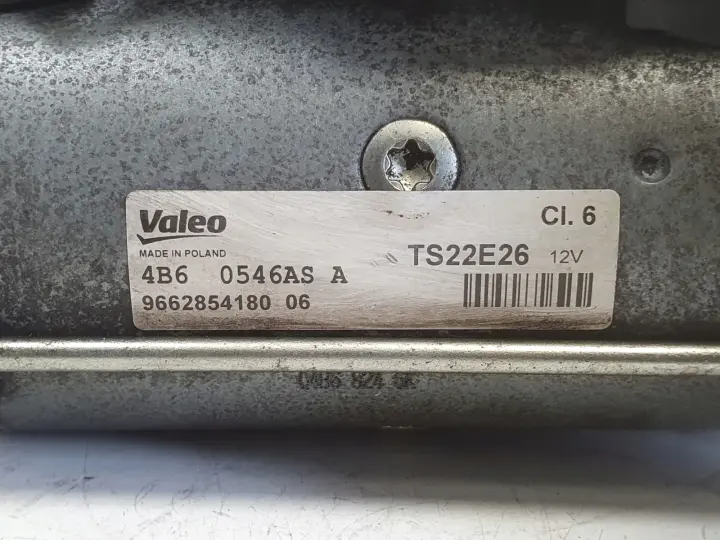 Valeo
Cl. 6
MADE IN POLAND
TS22E26 12V
4B6 0546AS A
9662854180 06